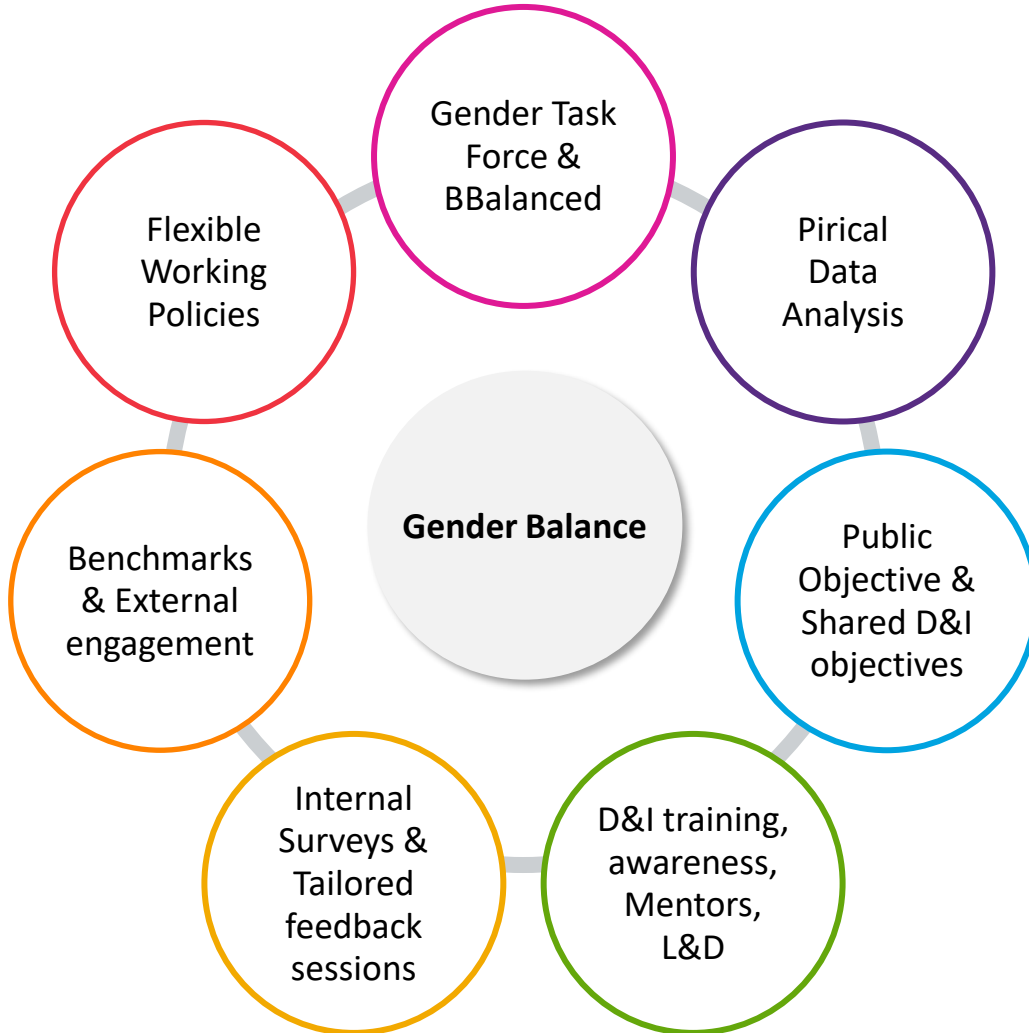 Gender Task
Force &
BBalanced
Pirical
Data
Analysis
Public
Objective &
Shared D&I
objectives
D&I training,
awareness,
Mentors,
L&D
Internal
Surveys &
Tailored
feedback
sessions
Benchmarks
& External
engagement
Flexible
Working
Policies
Gender Balance